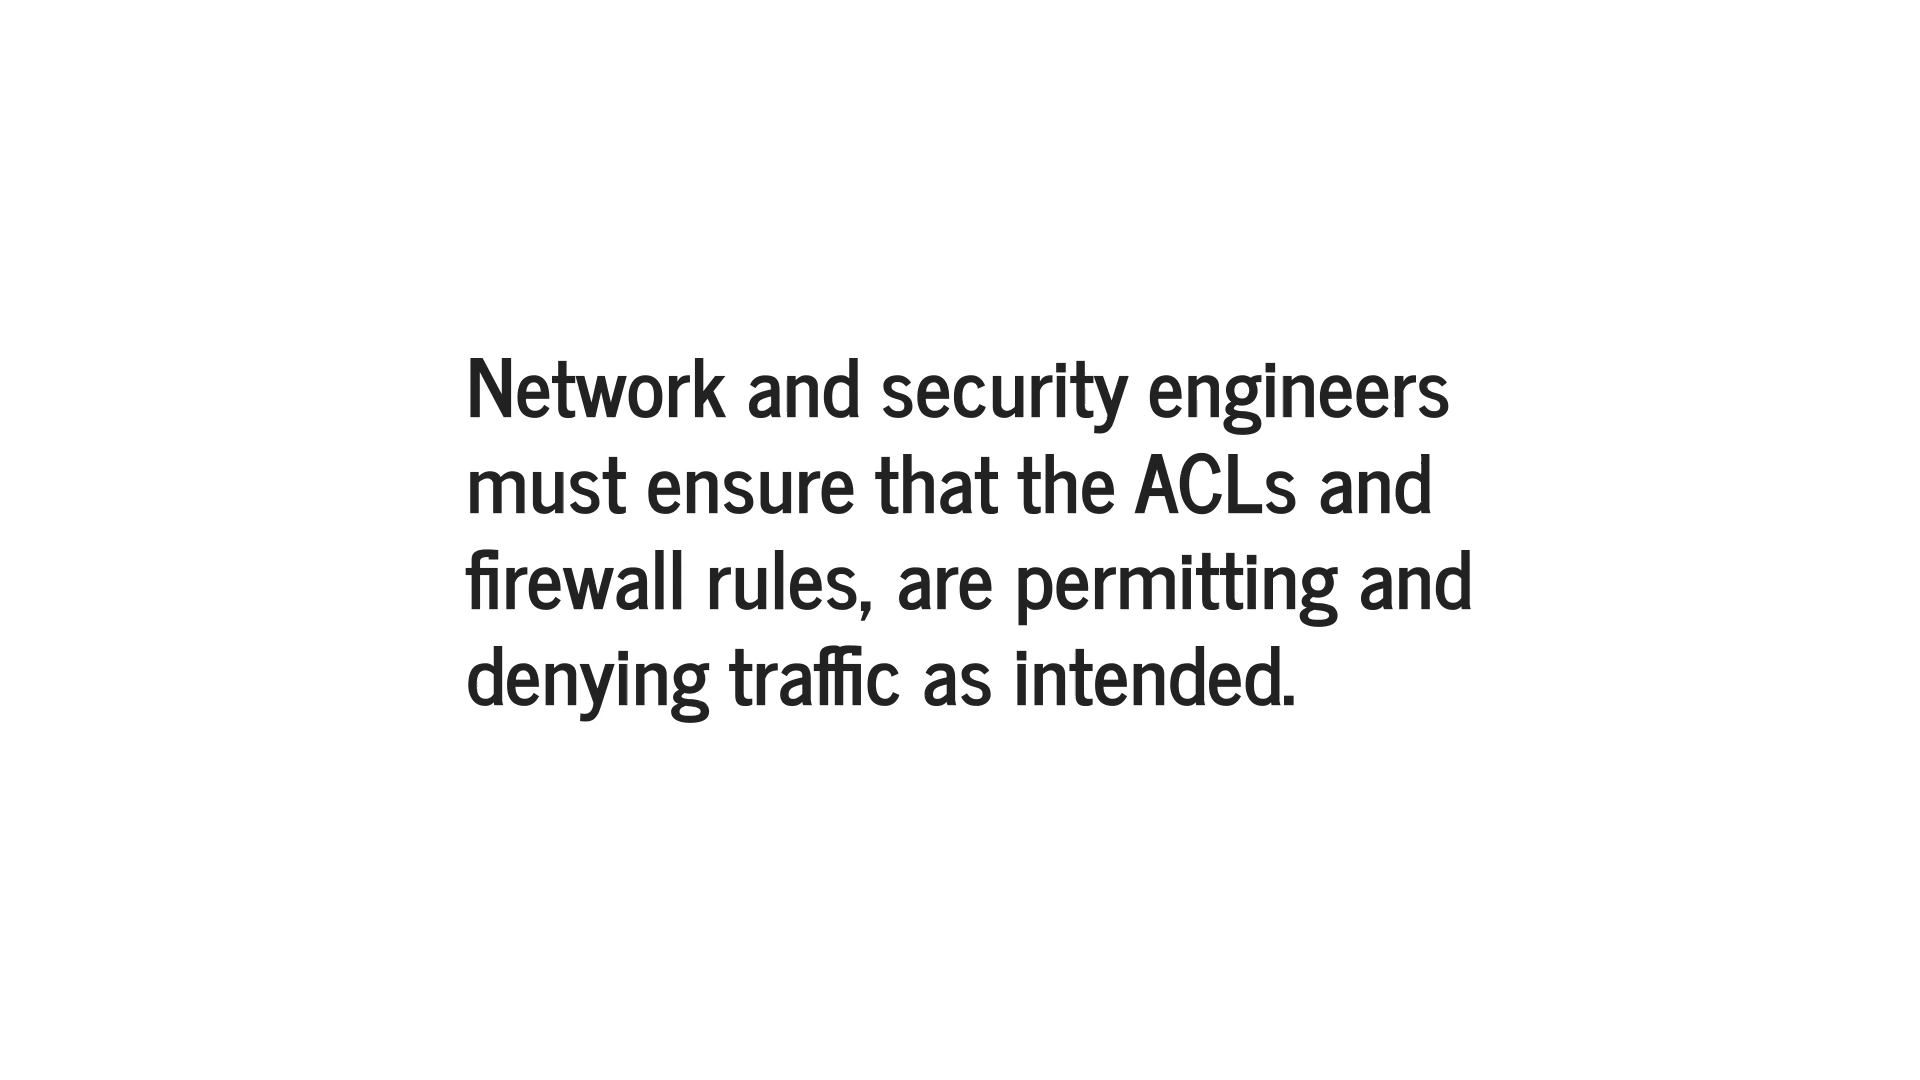 Network and security engineers
must ensure that the ACLs and
firewall rules, are permitting and
denying traffic as intended.